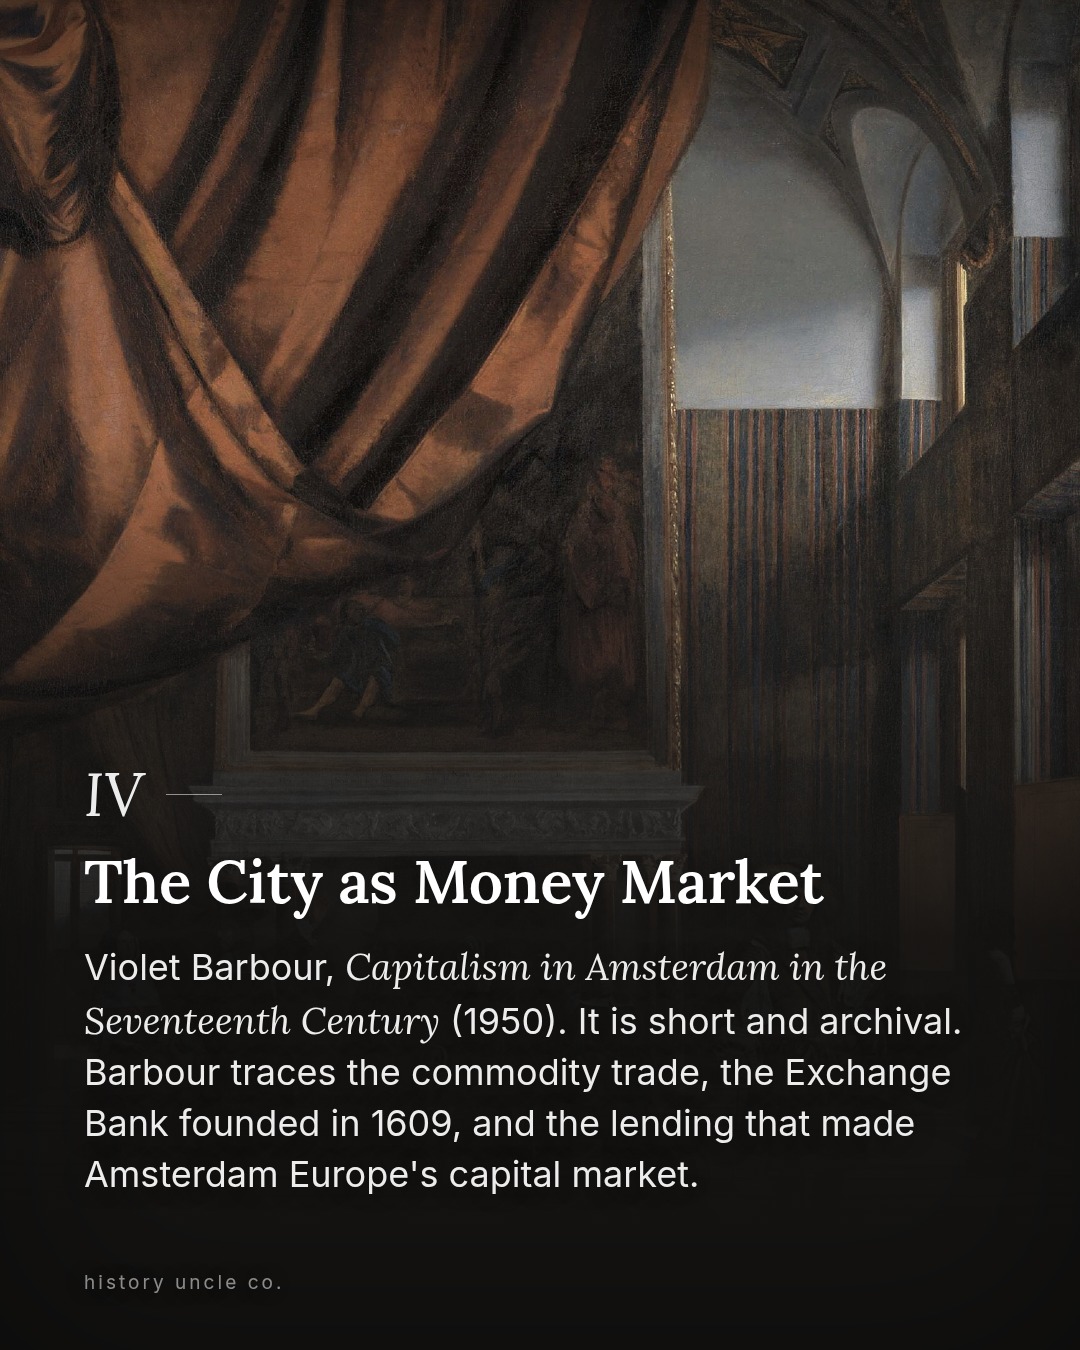 IV
The City as Money Market
Violet Barbour, Capitalism in Amsterdam in the
Seventeenth Century (1950). It is short and archival.
Barbour traces the commodity trade, the Exchange
Bank founded in 1609, and the lending that made
Amsterdam Europe's capital market.
history uncle co.